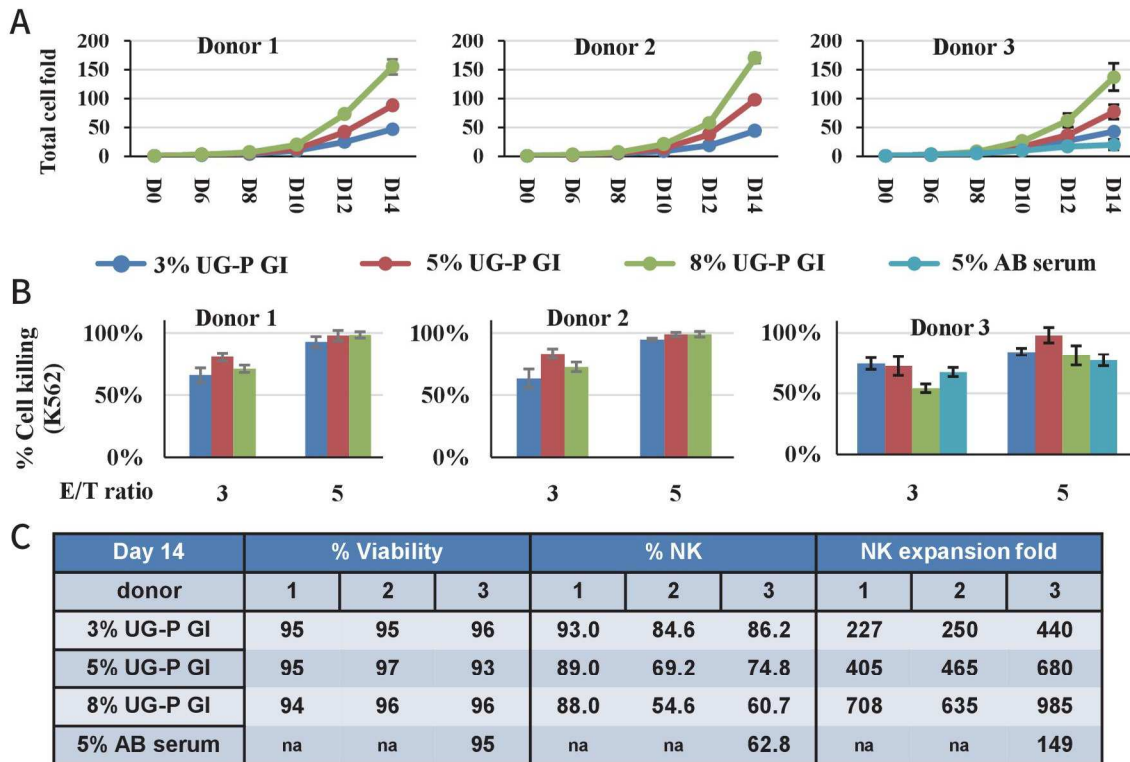 A
Donor 1
Donor 2
Donor 3
Total cell fold
200
150
100
50
0
D0
D6
D8
D10
D12
D14
200
150
100
50
0
D0
D6
D8
D10
D12
D14
200
150
100
50
0
D0
D6
D8
D10
D12
D14
3% UG-P GI
5% UG-P GI
8% UG-P GI
5% AB serum
B
Donor 1
Donor 2
Donor 3
% Cell killing
(K562)
100%
50%
0%
100%
50%
0%
100%
50%
0%
E/T ratio
3 5
3 5
3 5
C
Day 14 % Viability % NK NK expansion fold
donor 1 2 3 1 2 3 1 2 3
3% UG-P GI 95 95 96 93.0 84.6 86.2 227 250 440
5% UG-P GI 95 97 93 89.0 69.2 74.8 405 465 680
8% UG-P GI 94 96 96 88.0 54.6 60.7 708 635 985
5% AB serum na na 95 na na 62.8 na na 149